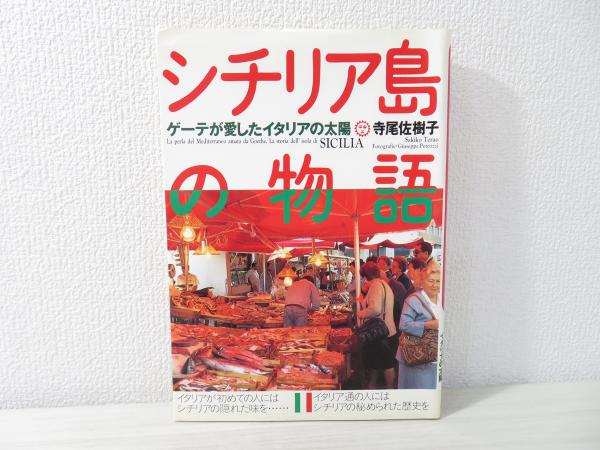 シチリア島
ゲーテが愛したイタリアの太陽 寺尾佐樹子
La perla del Mediterraneo amata da Goethe. La storia dell' isola di SICILIA
Sakiko Terao
Fotografie・Giuseppe Petruzzi
の物語
イタリアが初めての人には
シチリアの隠れた味を……
イタリア通の人には
シチリアの秘められた歴史を